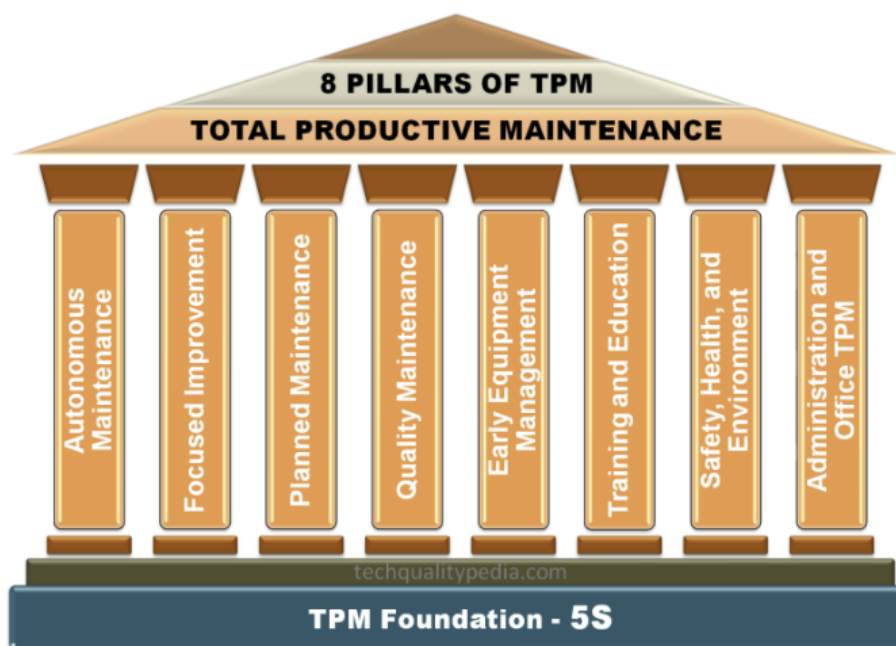 8 PILLARS OF TPM
TOTAL PRODUCTIVE MAINTENANCE
Autonomous
Maintenance
Focused Improvement
Planned Maintenance
Quality Maintenance
Early Equipment
Management
Training and Education
Safety, Health, and
Environment
Administration and
Office TPM
techqualitypedia.com
TPM Foundation - 5S